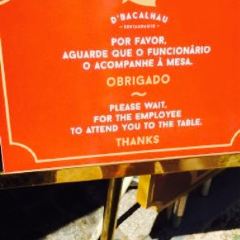 D'BACALHAU
RESTAURANTE
POR FAVOR,
AGUARDE QUE O FUNCIONÁRIO
O ACOMPANHE À MESA.
OBRIGADO
~
PLEASE WAIT,
FOR THE EMPLOYEE
TO ATTEND YOU TO THE TABLE.
THANKS